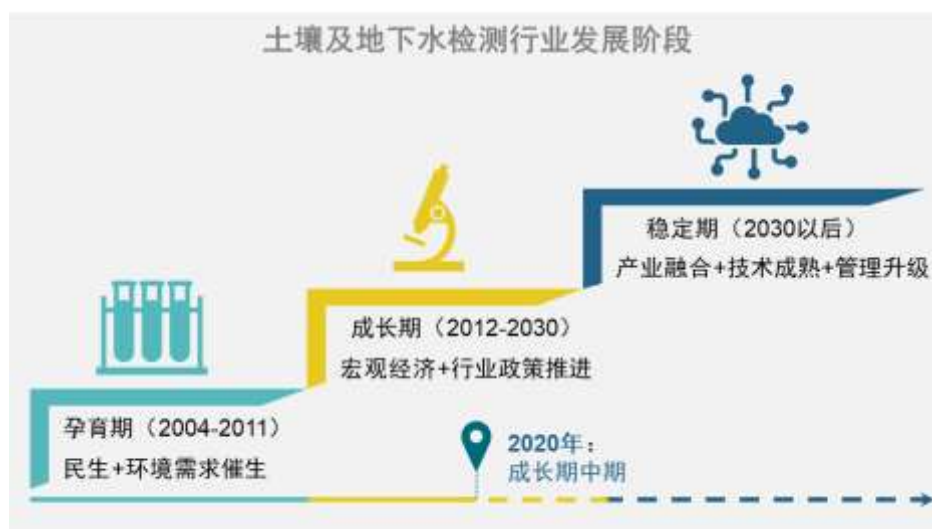 土壤及地下水检测行业发展阶段
稳定期（2030以后）
产业融合+技术成熟+管理升级
成长期（2012-2030）
宏观经济+行业政策推进
孕育期（2004-2011）
民生+环境需求催生
2020年：
成长期中期